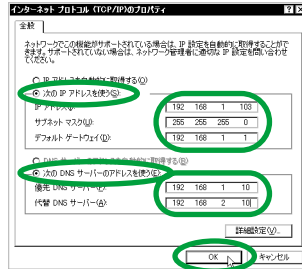 インターネット プロトコル (TCP/IP)のプロパティ
? ×
全般
ネットワークでこの機能がサポートされている場合は、IP 設定を自動的に取得することがで
きます。サポートされていない場合は、ネットワーク管理者に適切な IP 設定を問い合わせ
てください。
IP アドレスを自動的に取得する(O)
次の IP アドレスを使う(S):
IP アドレス(I): 192 168 1 103
サブネット マスク(U): 255 255 255 0
デフォルト ゲートウェイ(D): 192 168 1 1
DNS サーバーのアドレスを自動的に取得する(B)
次の DNS サーバーのアドレスを使う(E):
優先 DNS サーバー(P): 192 168 1 10
代替 DNS サーバー(A): 192 168 2 10
詳細設定(V)...
OK
キャンセル